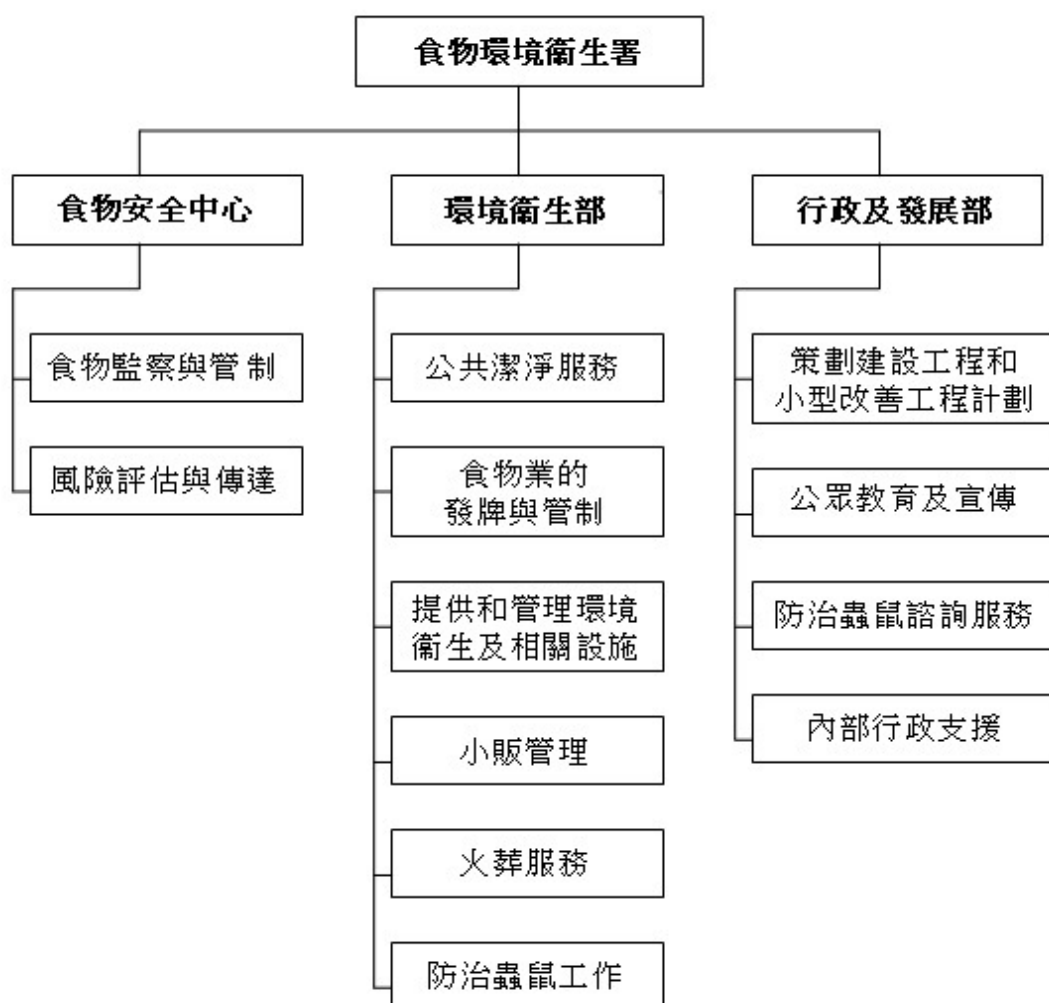 食物環境衞生署
食物安全中心
環境衞生部
行政及發展部
食物監察與管制
風險評估與傳達
公共潔淨服務
食物業的
發牌與管制
提供和管理環境
衞生及相關設施
小販管理
火葬服務
防治蟲鼠工作
策劃建設工程和
小型改善工程計劃
公眾教育及宣傳
防治蟲鼠諮詢服務
內部行政支援